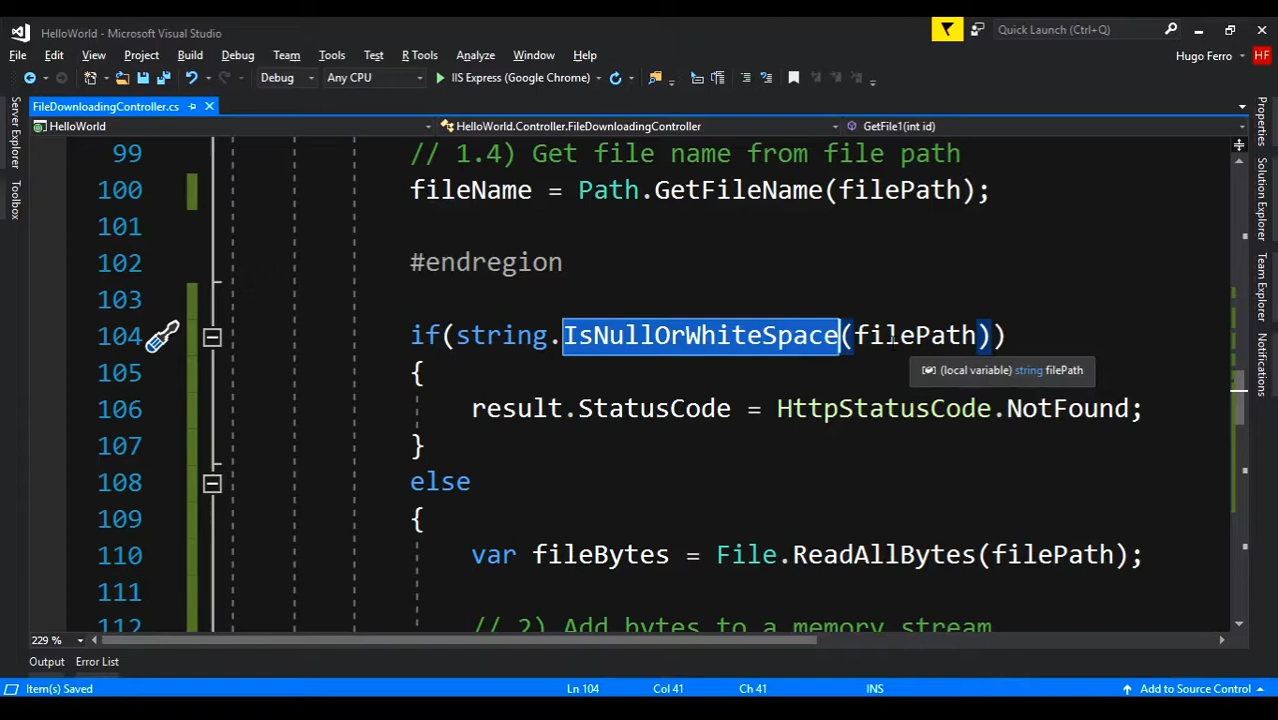 HelloWorld - Microsoft Visual Studio
Quick Launch (Ctrl+Q)
File Edit View Project Build Debug Team Tools Test R Tools Analyze Window Help
Hugo Ferro HF
Debug Any CPU IIS Express (Google Chrome)
FileDownloadingController.cs
HelloWorld HelloWorld.Controller.FileDownloadingController GetFile1(int id)
Server Explorer
Toolbox
Properties
Solution Explorer
Team Explorer
Notifications
99 // 1.4) Get file name from file path
100 fileName = Path.GetFileName(filePath);
101
102 #endregion
103
104 if(string.IsNullOrWhiteSpace(filePath))
105 {
(local variable) string filePath
106 result.StatusCode = HttpStatusCode.NotFound;
107 }
108 else
109 {
110 var fileBytes = File.ReadAllBytes(filePath);
111
112 // 2) Add bytes to a memory stream
229 %
Output Error List
Item(s) Saved Ln 104 Col 41 Ch 41 INS Add to Source Control